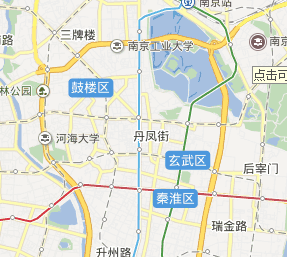 南京站
三牌楼
路
南京工业大学
点击可
鼓楼区
林公园
河海大学
丹凤街
玄武区
后宰门
秦淮区
瑞金路
升州路